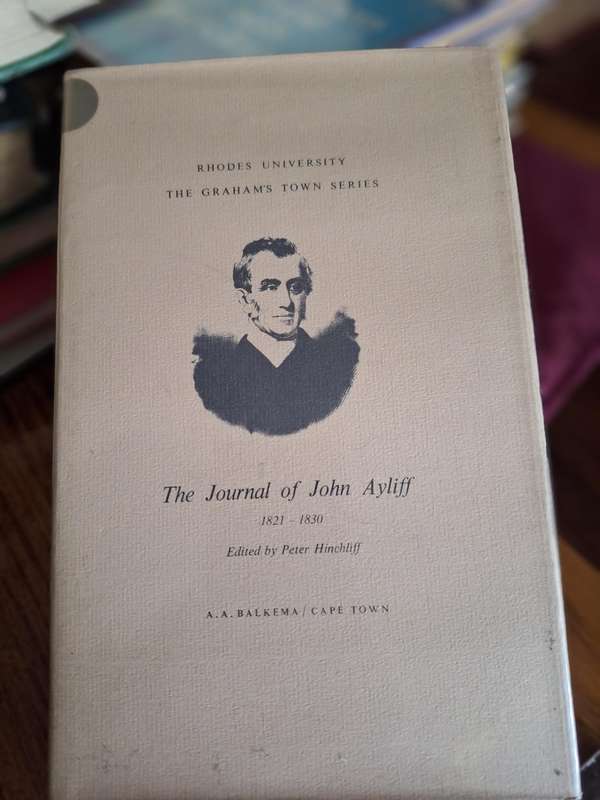 RHODES UNIVERSITY
THE GRAHAM'S TOWN SERIES
The Journal of John Ayliff
1821 - 1830
Edited by Peter Hinchliff
A.A. BALKEMA / CAPE TOWN